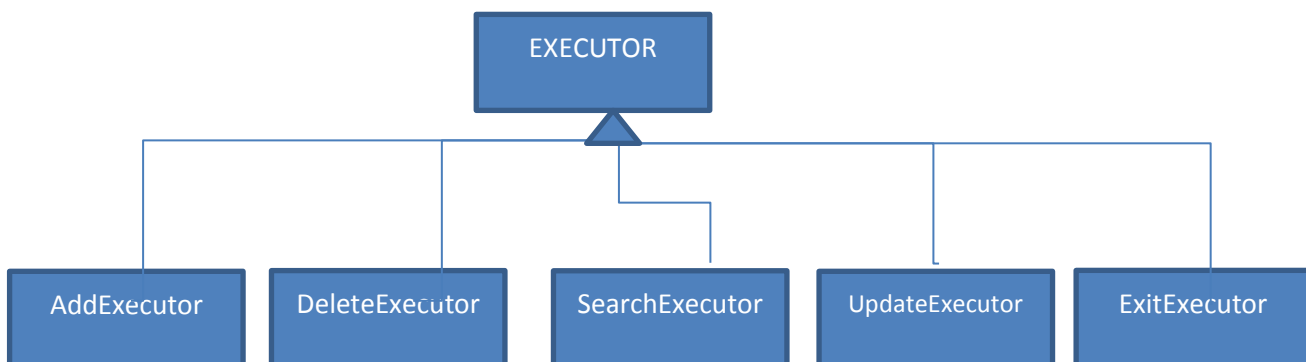 EXECUTOR
AddExecutor
DeleteExecutor
SearchExecutor
UpdateExecutor
ExitExecutor